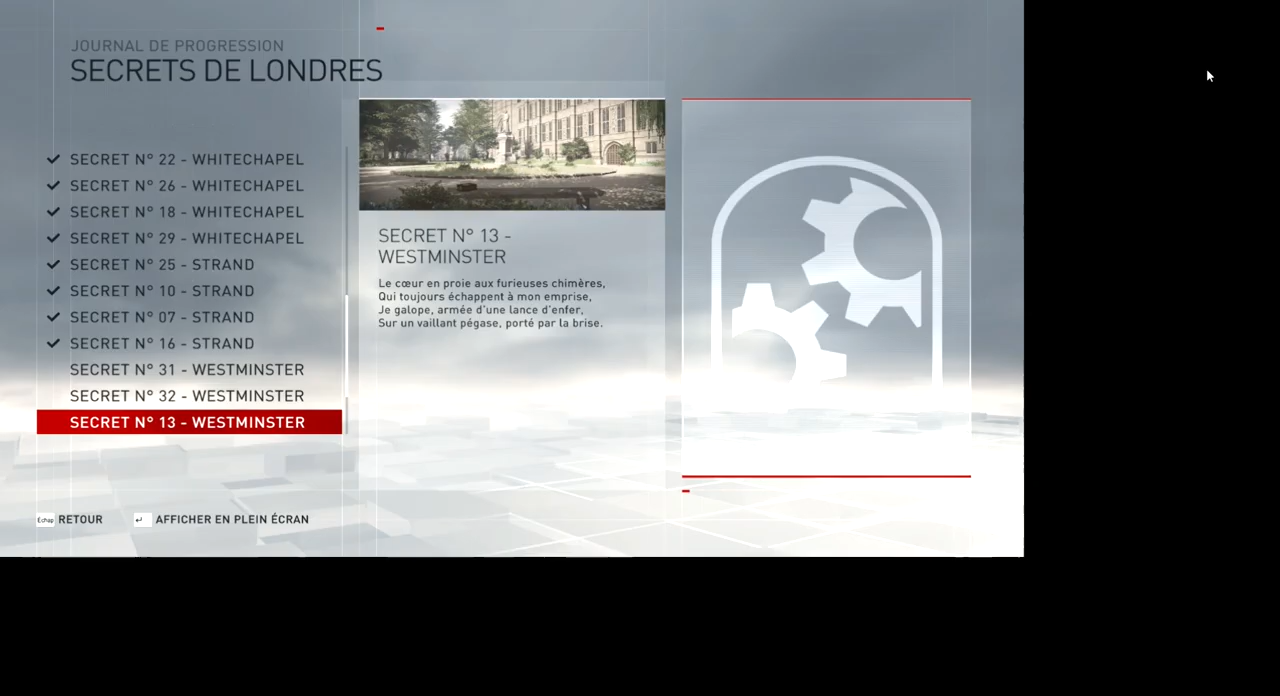 JOURNAL DE PROGRESSION
SECRETS DE LONDRES
SECRET N° 22 - WHITECHAPEL
SECRET N° 26 - WHITECHAPEL
SECRET N° 18 - WHITECHAPEL
SECRET N° 29 - WHITECHAPEL
SECRET N° 25 - STRAND
SECRET N° 10 - STRAND
SECRET N° 07 - STRAND
SECRET N° 16 - STRAND
SECRET N° 31 - WESTMINSTER
SECRET N° 32 - WESTMINSTER
SECRET N° 13 - WESTMINSTER
SECRET N° 13 -
WESTMINSTER
Le cœur en proie aux furieuses chimères,
Qui toujours échappent à mon emprise,
Je galope, armée d'une lance d'enfer,
Sur un vaillant pégase, porté par la brise.
Échap RETOUR
AFFICHER EN PLEIN ÉCRAN